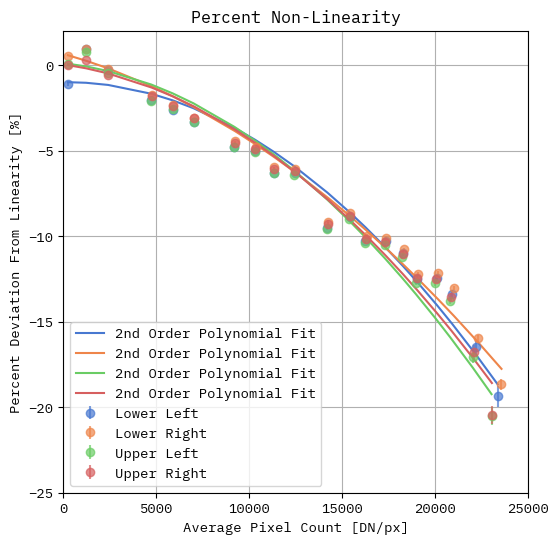 Percent Non-Linearity
Percent Deviation From Linearity [%]
0
−5
−10
−15
−20
−25
2nd Order Polynomial Fit
2nd Order Polynomial Fit
2nd Order Polynomial Fit
2nd Order Polynomial Fit
Lower Left
Lower Right
Upper Left
Upper Right
0 5000 10000 15000 20000 25000
Average Pixel Count [DN/px]